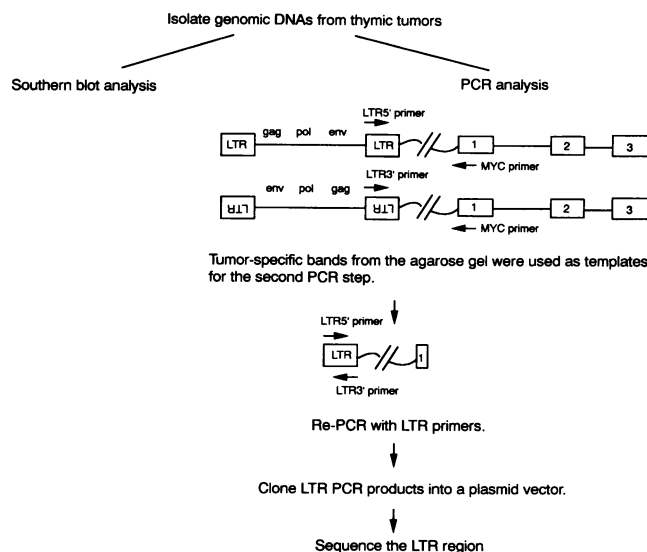 Isolate genomic DNAs from thymic tumors
Southern blot analysis
PCR analysis
LTR5' primer
gag pol env
LTR LTR 1 2 3
MYC primer
LTR3' primer
env pol gag
LTR LTR 1 2 3
MYC primer
Tumor-specific bands from the agarose gel were used as templates
for the second PCR step.
LTR5' primer
LTR 1
LTR3' primer
Re-PCR with LTR primers.
Clone LTR PCR products into a plasmid vector.
Sequence the LTR region